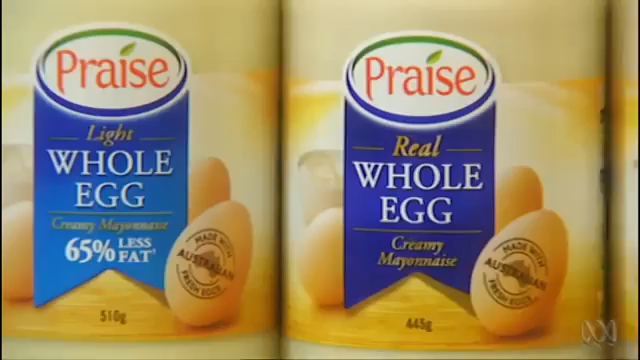 Praise
Light
WHOLE
EGG
Creamy Mayonnaise
65% LESS FAT†
MADE WITH
AUSTRALIAN
FRESH EGGS
510g
Praise
Real
WHOLE
EGG
Creamy
Mayonnaise
MADE WITH
AUSTRALIAN
FRESH EGGS
445g